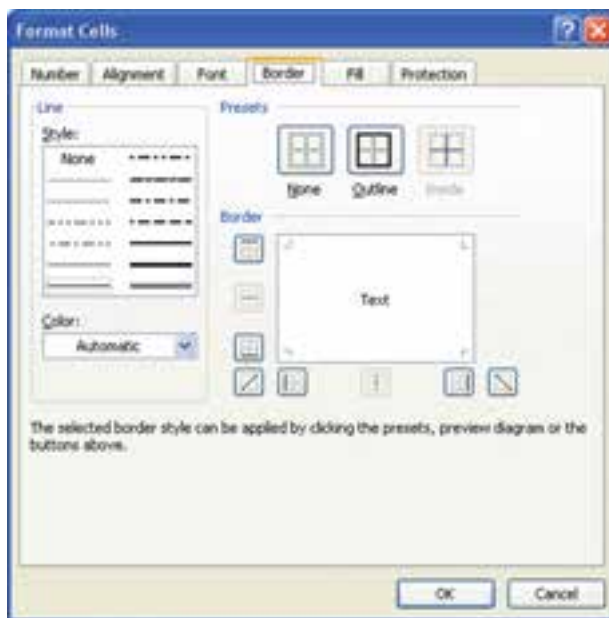 Format Cells
Number Alignment Font Border Fill Protection
Line
Style:
None
Color:
Automatic
Presets
None Outline Inside
Border
Text
The selected border style can be applied by clicking the presets, preview diagram or the
buttons above.
OK Cancel